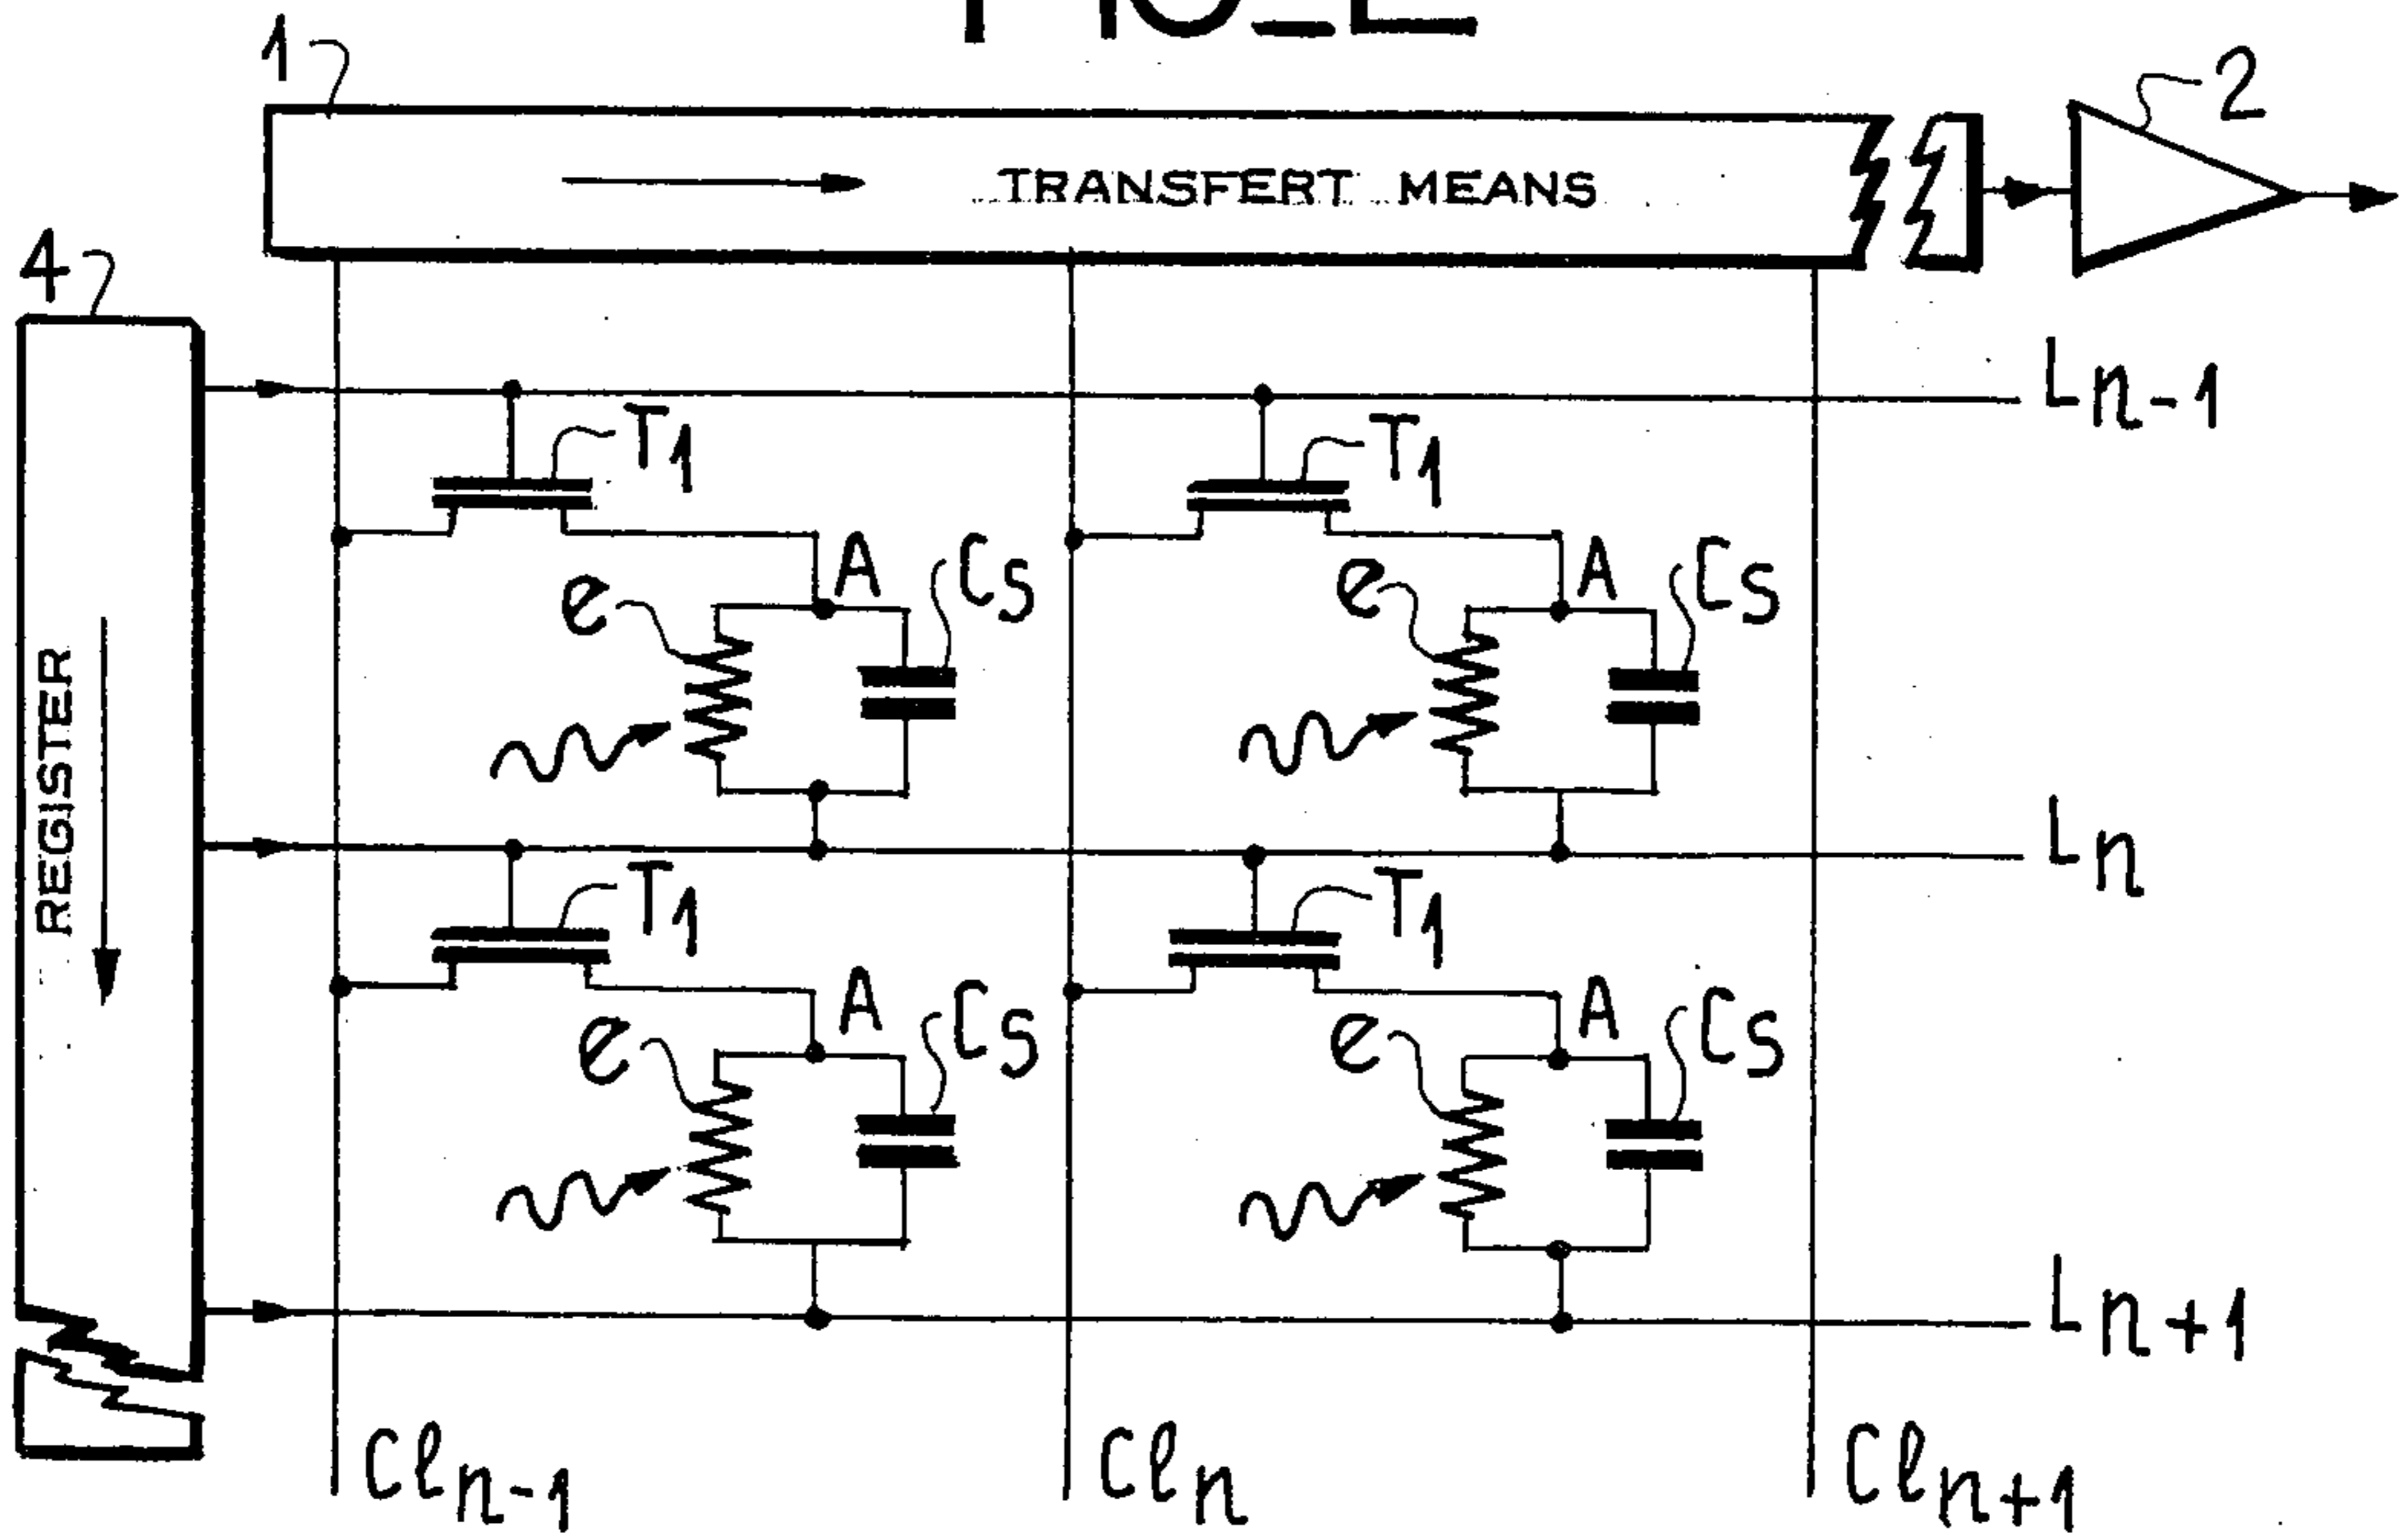 1
2
TRANSFERT MEANS
4
REGISTER
Ln-1
T1
T1
A
Cs
A
Cs
e
e
Ln
T1
T1
A
Cs
A
Cs
e
e
Ln+1
Cln-1
Cln
Cln+1